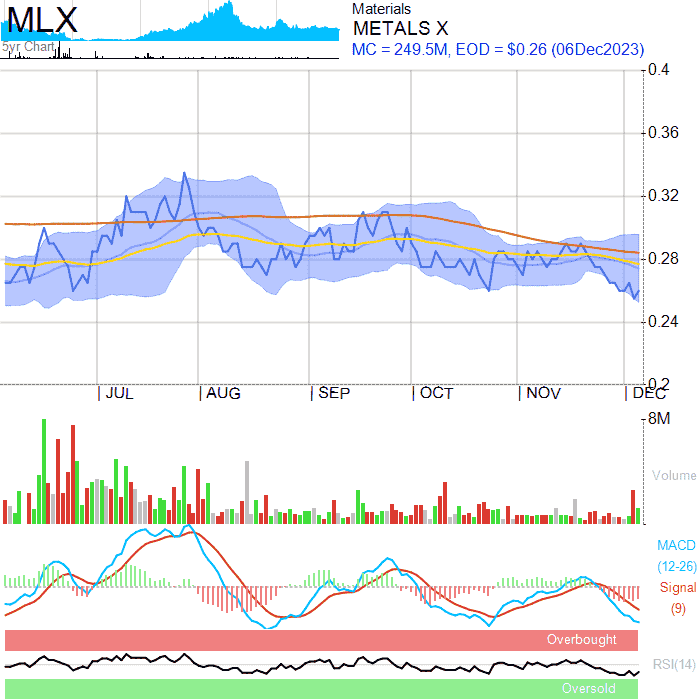 MLX
5yr Chart
Materials
METALS X
MC = 249.5M, EOD = $0.26 (06Dec2023)
0.4
0.36
0.32
0.28
0.24
0.2
JUL
AUG
SEP
OCT
NOV
DEC
8M
Volume
MACD
(12-26)
Signal
(9)
Overbought
RSI(14)
Oversold